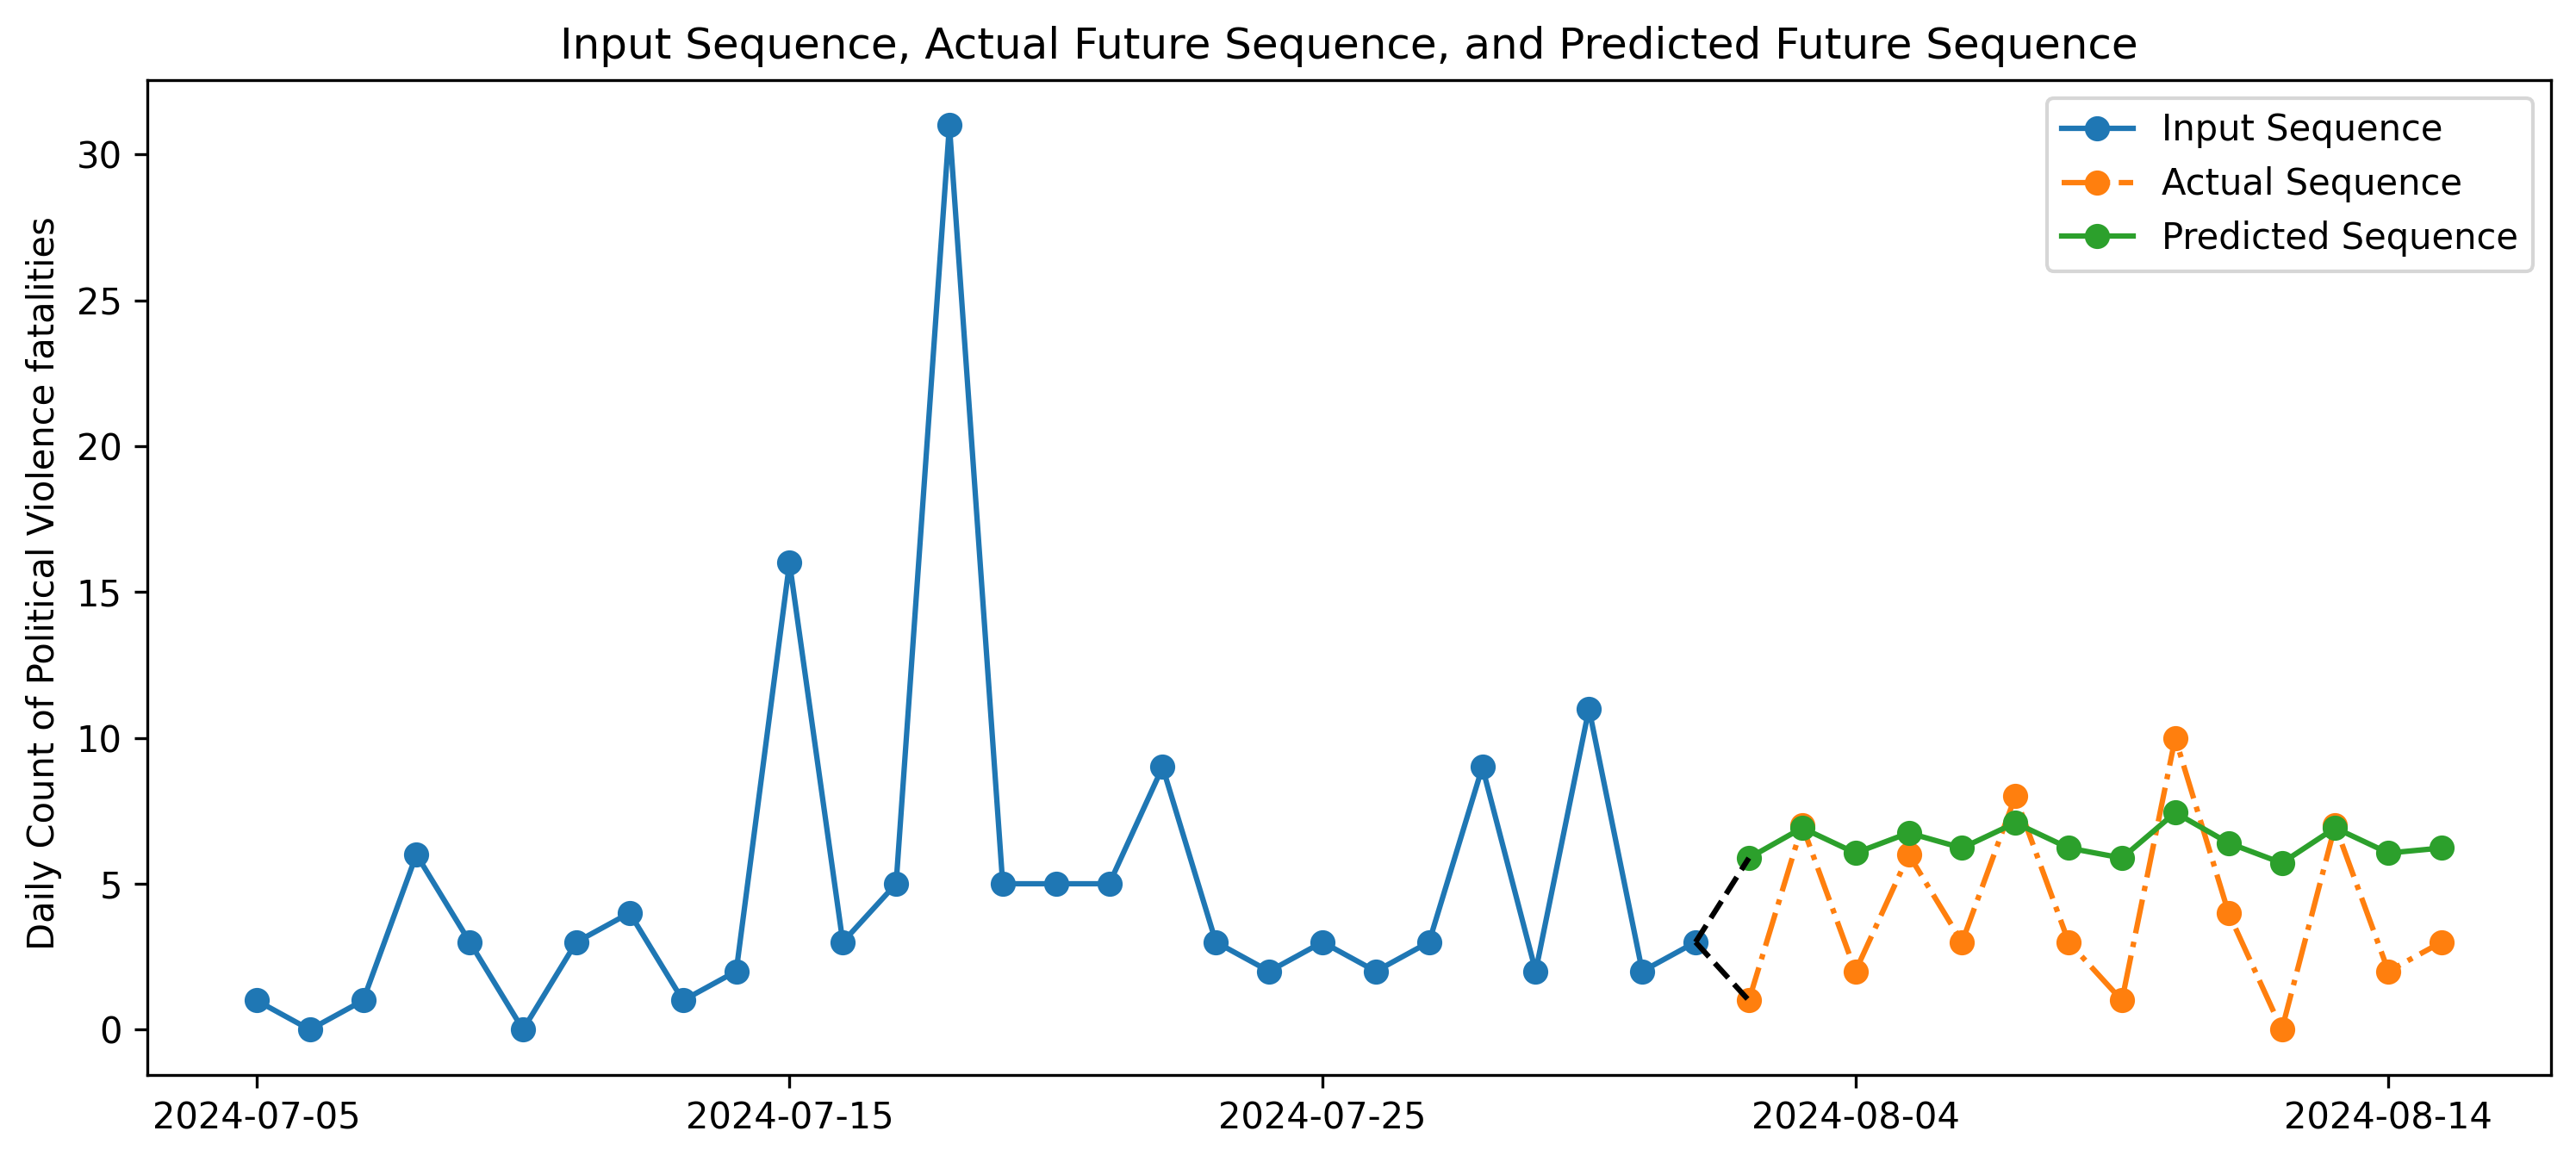 Input Sequence, Actual Future Sequence, and Predicted Future Sequence
Daily Count of Political Violence fatalities
30
25
20
15
10
5
0
Input Sequence
Actual Sequence
Predicted Sequence
2024-07-05
2024-07-15
2024-07-25
2024-08-04
2024-08-14